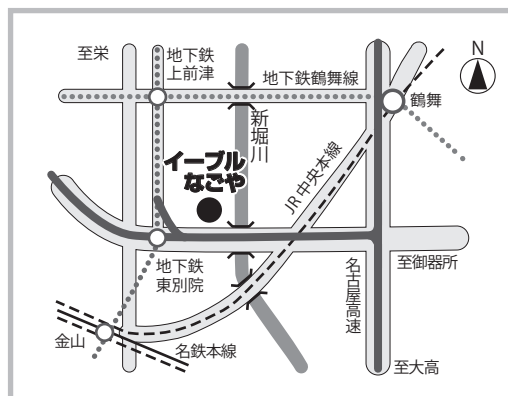 至栄
地下鉄
上前津
地下鉄鶴舞線
N
鶴舞
新堀川
イーブル
なごや
JR中央本線
地下鉄
東別院
名古屋高速
至御器所
金山
名鉄本線
至大高